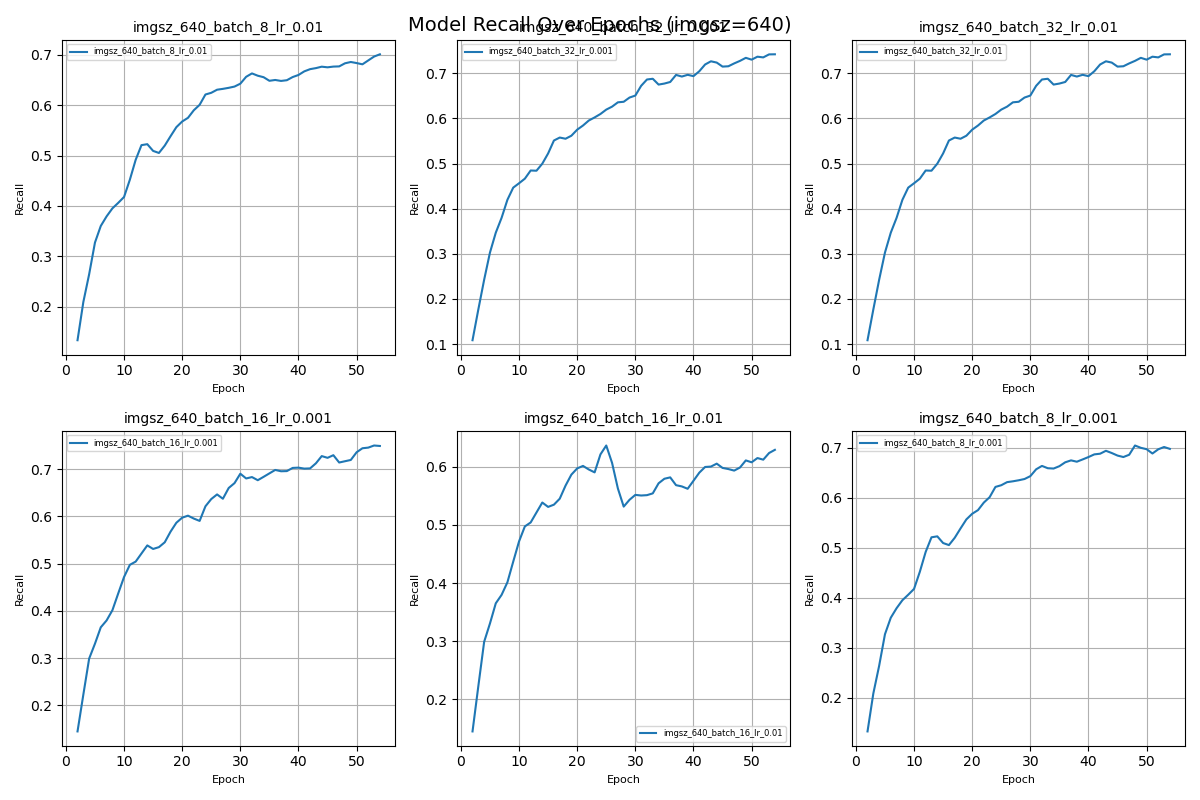 Model Recall Over Epochs (imgsz=640)
imgsz_640_batch_8_lr_0.01
imgsz_640_batch_32_lr_0.001
imgsz_640_batch_32_lr_0.01
imgsz_640_batch_8_lr_0.01
0.7
0.6
0.5
0.4
0.3
0.2
Recall
0 10 20 30 40 50
Epoch
imgsz_640_batch_32_lr_0.001
0.7
0.6
0.5
0.4
0.3
0.2
0.1
Recall
0 10 20 30 40 50
Epoch
imgsz_640_batch_32_lr_0.01
0.7
0.6
0.5
0.4
0.3
0.2
0.1
Recall
0 10 20 30 40 50
Epoch
imgsz_640_batch_16_lr_0.001
imgsz_640_batch_16_lr_0.001
0.7
0.6
0.5
0.4
0.3
0.2
Recall
0 10 20 30 40 50
Epoch
imgsz_640_batch_16_lr_0.01
0.6
0.5
0.4
0.3
0.2
Recall
imgsz_640_batch_16_lr_0.01
0 10 20 30 40 50
Epoch
imgsz_640_batch_8_lr_0.001
imgsz_640_batch_8_lr_0.001
0.7
0.6
0.5
0.4
0.3
0.2
Recall
0 10 20 30 40 50
Epoch